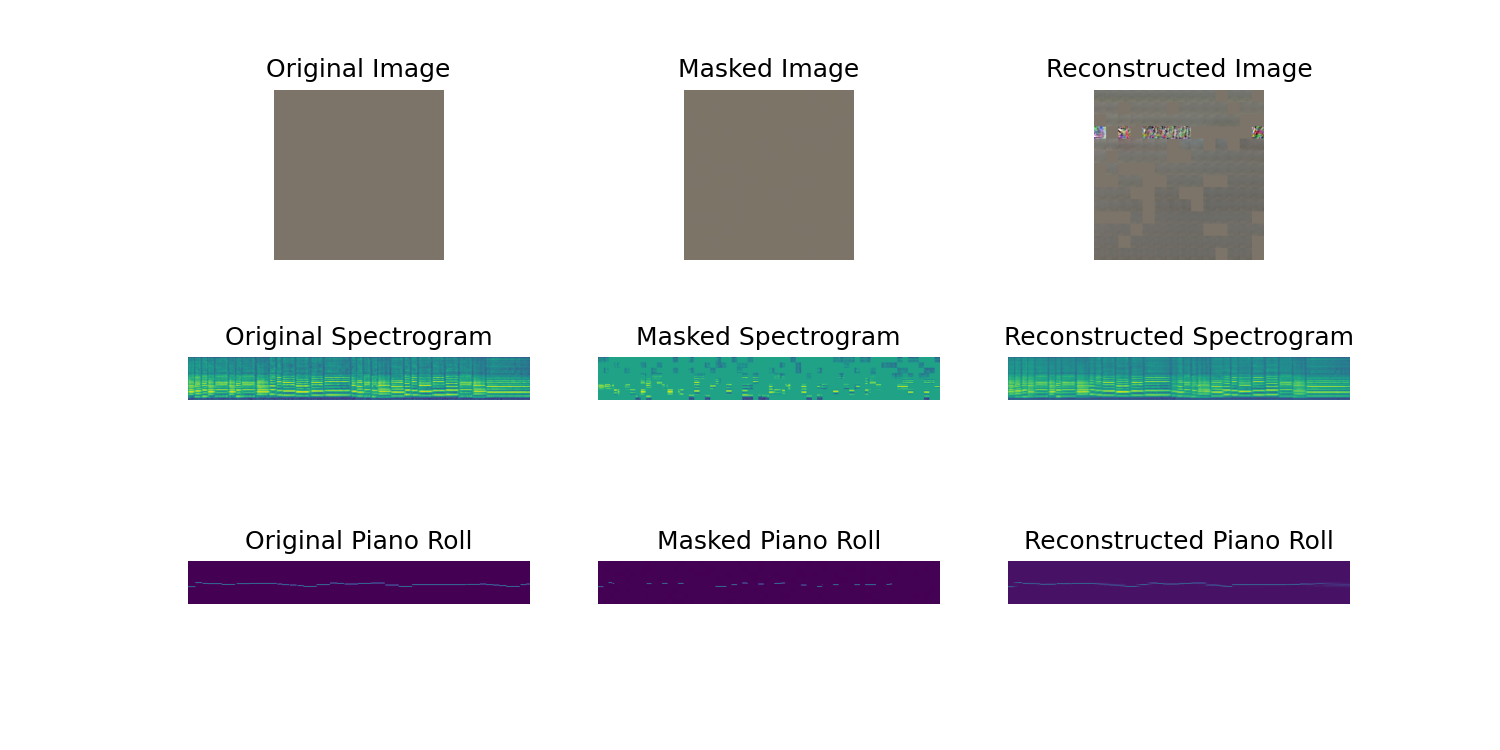 Original Image
Masked Image
Reconstructed Image
Original Spectrogram
Masked Spectrogram
Reconstructed Spectrogram
Original Piano Roll
Masked Piano Roll
Reconstructed Piano Roll